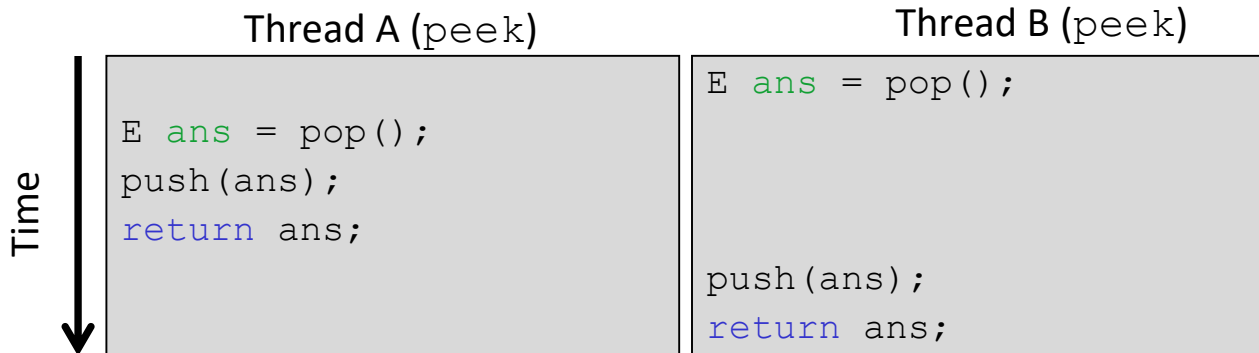 Thread A (peek)
Thread B (peek)
Time
E ans = pop();
push(ans);
return ans;
E ans = pop();
push(ans);
return ans;